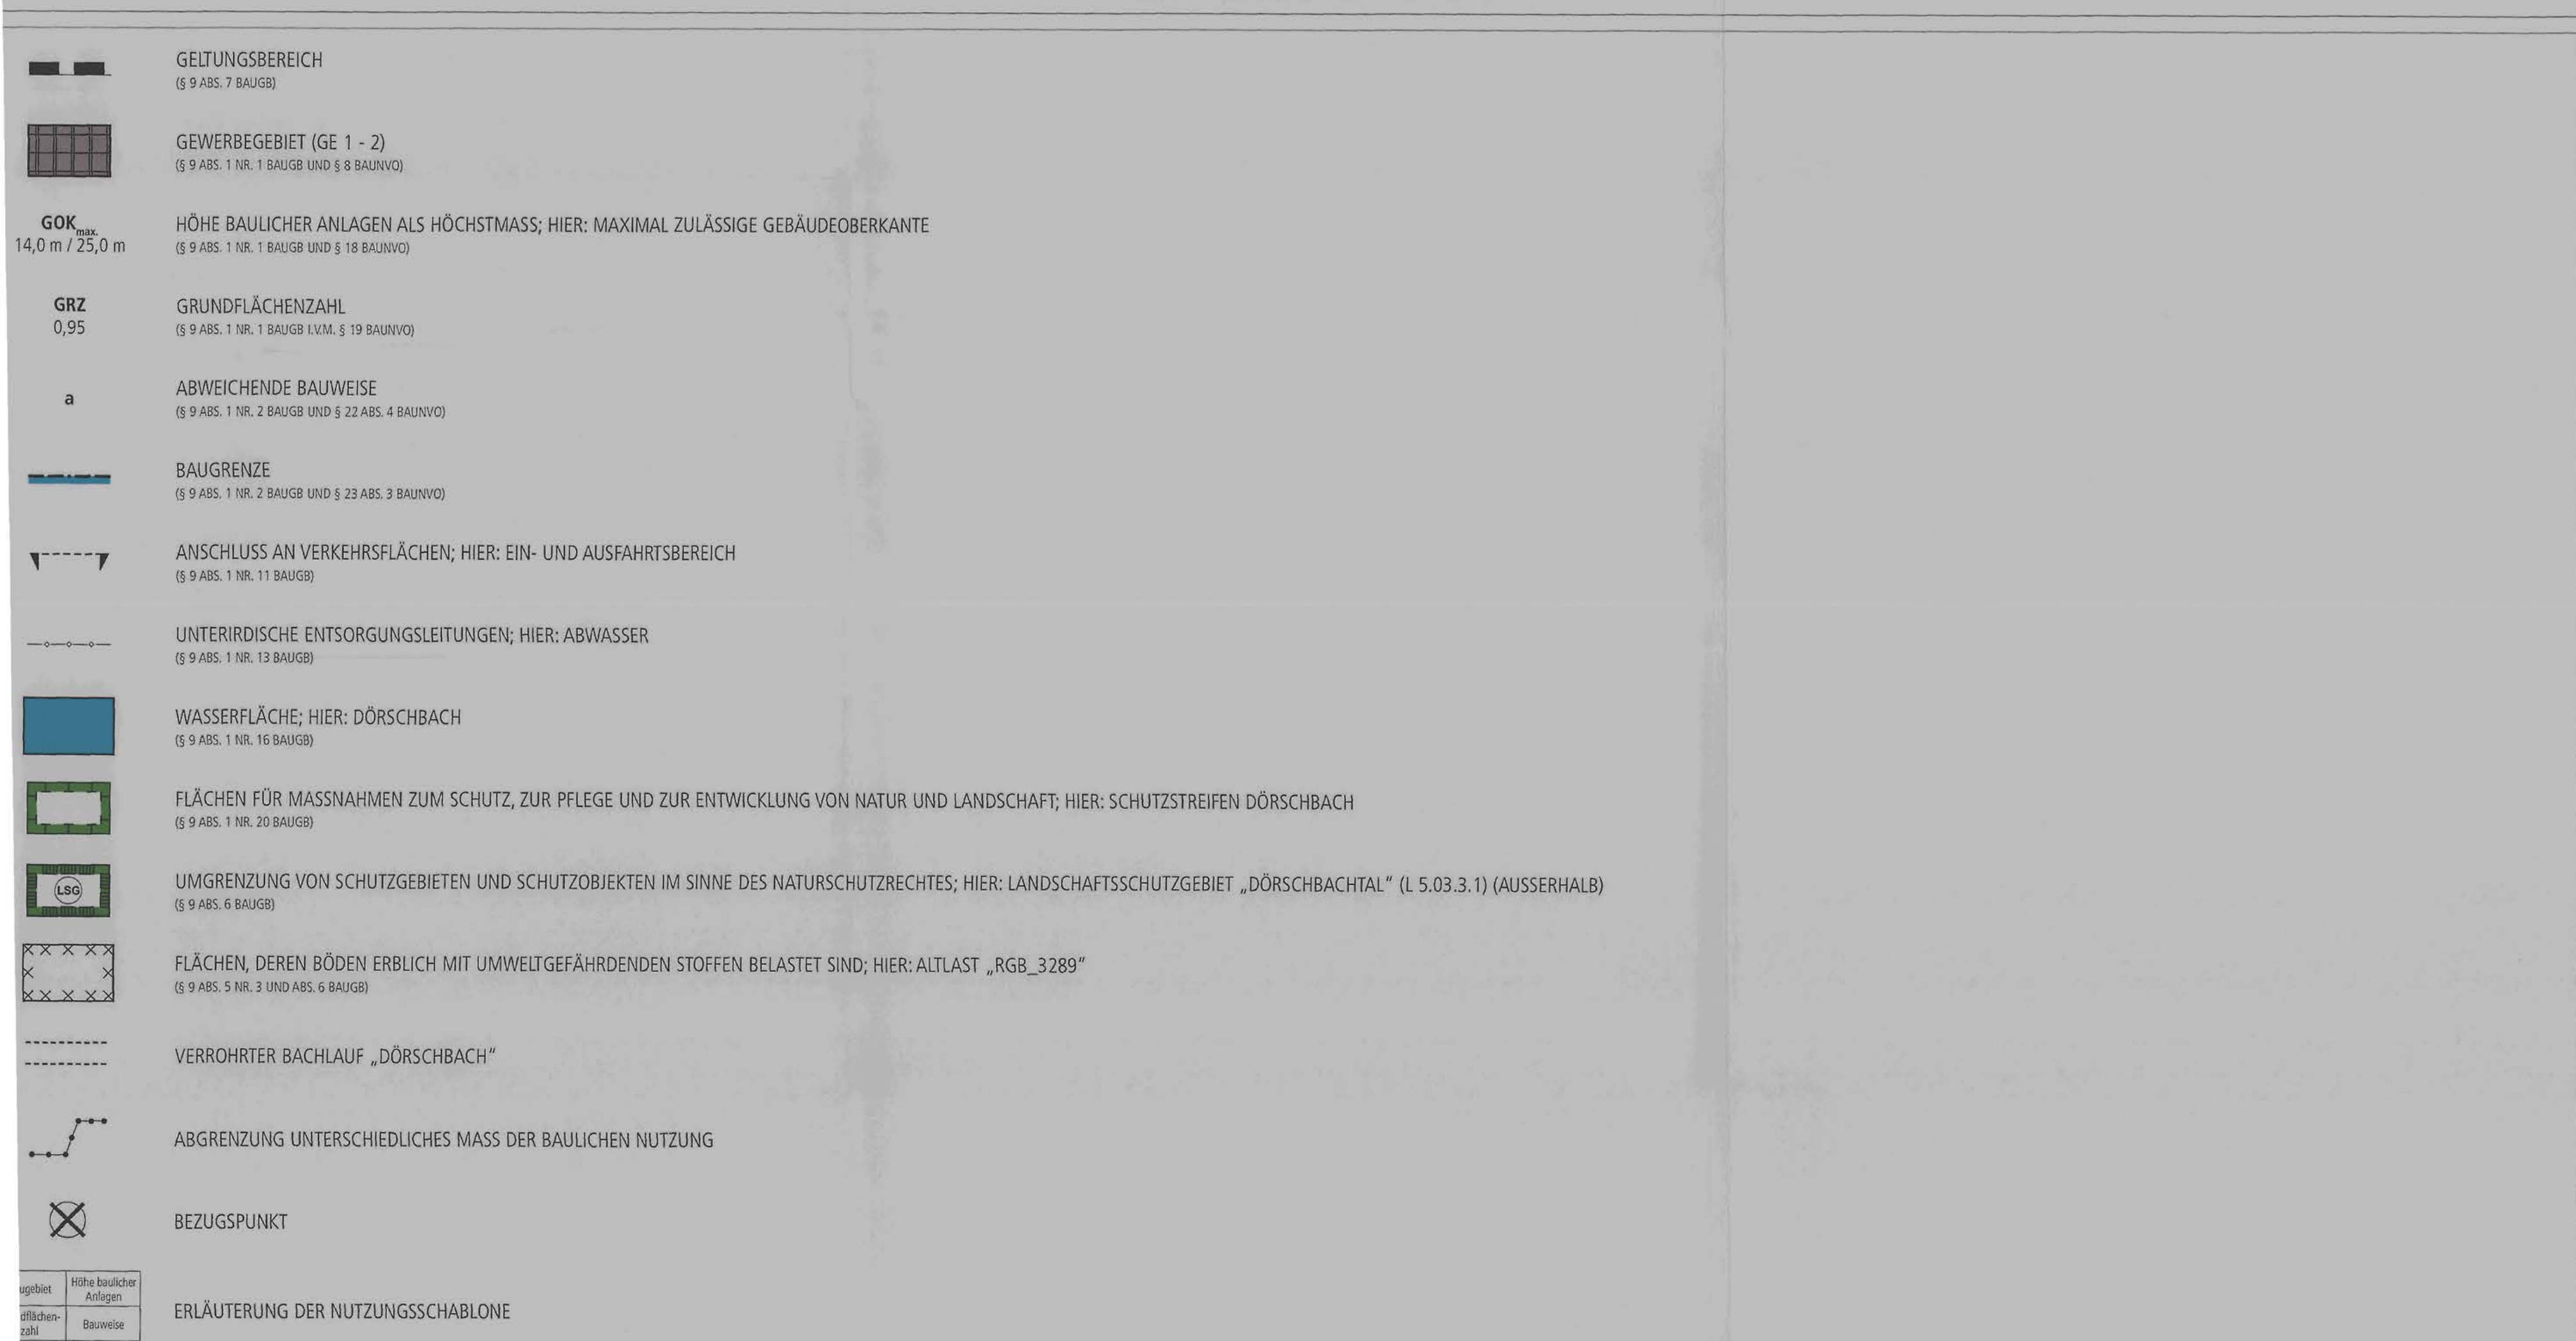 GELTUNGSBEREICH
(§ 9 ABS. 7 BAUGB)
GEWERBEGEBIET (GE 1 - 2)
(§ 9 ABS. 1 NR. 1 BAUGB UND § 8 BAUNVO)
GOK max.
14,0 m / 25,0 m
HÖHE BAULICHER ANLAGEN ALS HÖCHSTMASS; HIER: MAXIMAL ZULÄSSIGE GEBÄUDEOBERKANTE
(§ 9 ABS. 1 NR. 1 BAUGB UND § 18 BAUNVO)
GRZ
0,95
GRUNDFLÄCHENZAHL
(§ 9 ABS. 1 NR. 1 BAUGB I.V.M. § 19 BAUNVO)
a
ABWEICHENDE BAUWEISE
(§ 9 ABS. 1 NR. 2 BAUGB UND § 22 ABS. 4 BAUNVO)
BAUGRENZE
(§ 9 ABS. 1 NR. 2 BAUGB UND § 23 ABS. 3 BAUNVO)
ANSCHLUSS AN VERKEHRSFLÄCHEN; HIER: EIN- UND AUSFAHRTSBEREICH
(§ 9 ABS. 1 NR. 11 BAUGB)
UNTERIRDISCHE ENTSORGUNGSLEITUNGEN; HIER: ABWASSER
(§ 9 ABS. 1 NR. 13 BAUGB)
WASSERFLÄCHE; HIER: DÖRSCHBACH
(§ 9 ABS. 1 NR. 16 BAUGB)
FLÄCHEN FÜR MASSNAHMEN ZUM SCHUTZ, ZUR PFLEGE UND ZUR ENTWICKLUNG VON NATUR UND LANDSCHAFT; HIER: SCHUTZSTREIFEN DÖRSCHBACH
(§ 9 ABS. 1 NR. 20 BAUGB)
LSG
UMGRENZUNG VON SCHUTZGEBIETEN UND SCHUTZOBJEKTEN IM SINNE DES NATURSCHUTZRECHTES; HIER: LANDSCHAFTSSCHUTZGEBIET „DÖRSCHBACHTAL“ (L 5.03.3.1) (AUSSERHALB)
(§ 9 ABS. 6 BAUGB)
FLÄCHEN, DEREN BÖDEN ERBLICH MIT UMWELTGEFÄHRDENDEN STOFFEN BELASTET SIND; HIER: ALTLAST „RGB_3289“
(§ 9 ABS. 5 NR. 3 UND ABS. 6 BAUGB)
VERROHRTER BACHLAUF „DÖRSCHBACH“
ABGRENZUNG UNTERSCHIEDLICHES MASS DER BAULICHEN NUTZUNG
BEZUGSPUNKT
ugebiet
Höhe baulicher
Anlagen
dflächen-
zahl
Bauweise
ERLÄUTERUNG DER NUTZUNGSSCHABLONE